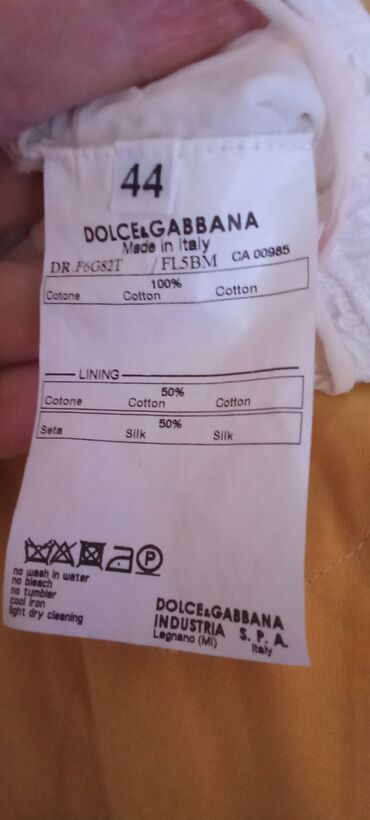 44
DOLCE&GABBANA
Made in Italy
DR.F6G82T /FL5BM CA 00985
100%
Cotone Cotton Cotton
LINING
50%
Cotone Cotton Cotton
50%
Seta Silk Silk
P
no wash in water
no bleach
no tumbler
cool iron
light dry cleaning
DOLCE&GABBANA
INDUSTRIA S.P.A.
Legnano (MI) Italy